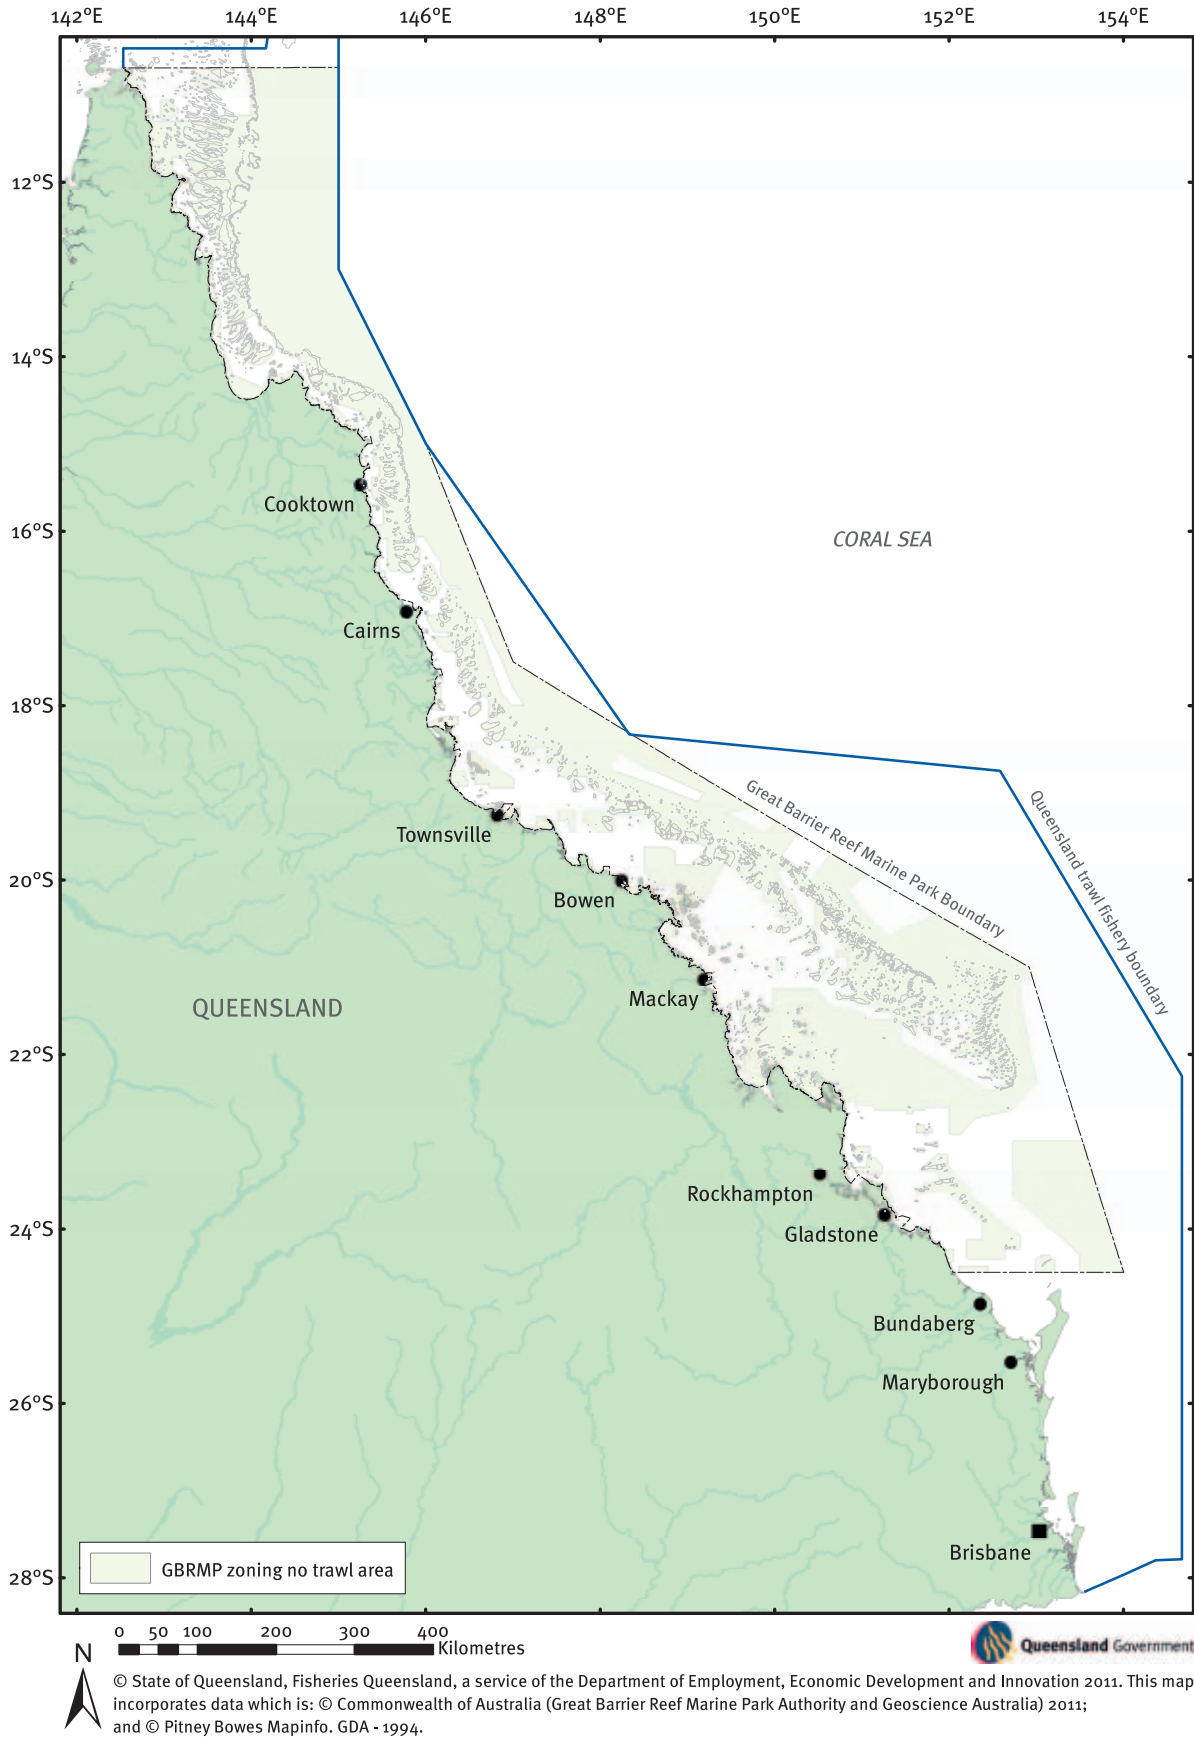 142°E 144°E 146°E 148°E 150°E 152°E 154°E
12°S
14°S
Cooktown
16°S
CORAL SEA
Cairns
18°S
Great Barrier Reef Marine Park Boundary
Queensland trawl fishery boundary
Townsville
20°S
Bowen
Mackay
QUEENSLAND
22°S
Rockhampton
24°S
Gladstone
Bundaberg
Maryborough
26°S
Brisbane
GBRMP zoning no trawl area
28°S
N
0 50 100 200 300 400
Kilometres
Queensland Government
© State of Queensland, Fisheries Queensland, a service of the Department of Employment, Economic Development and Innovation 2011. This map
incorporates data which is: © Commonwealth of Australia (Great Barrier Reef Marine Park Authority and Geoscience Australia) 2011;
and © Pitney Bowes Mapinfo. GDA - 1994.